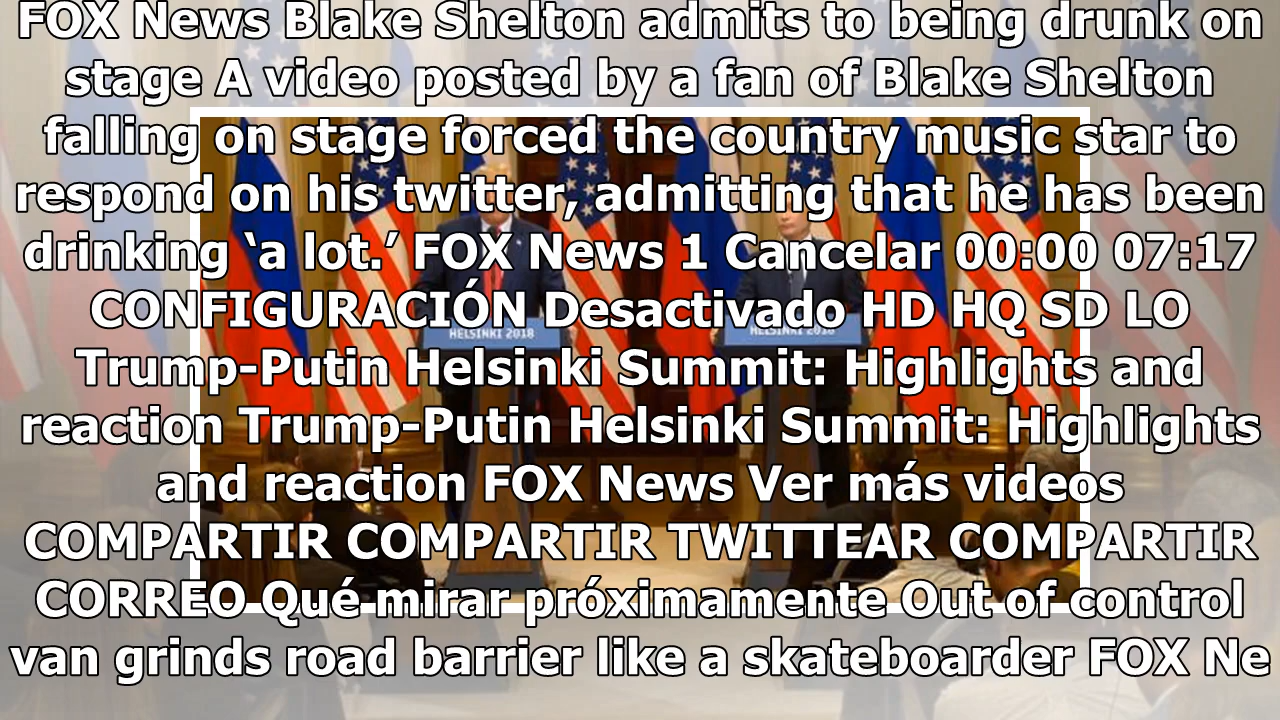 FOX News Blake Shelton admits to being drunk on
stage A video posted by a fan of Blake Shelton
falling on stage forced the country music star to
respond on his twitter, admitting that he has been
drinking ‘a lot.’ FOX News 1 Cancelar 00:00 07:17
CONFIGURACIÓN Desactivado HD HQ SD LO
HELSINKI 2018
HELSINKI 2018
Trump-Putin Helsinki Summit: Highlights and
reaction Trump-Putin Helsinki Summit: Highlights
and reaction FOX News Ver más videos
COMPARTIR COMPARTIR TWITTEAR COMPARTIR
CORREO Qué mirar próximamente Out of control
van grinds road barrier like a skateboarder FOX Ne